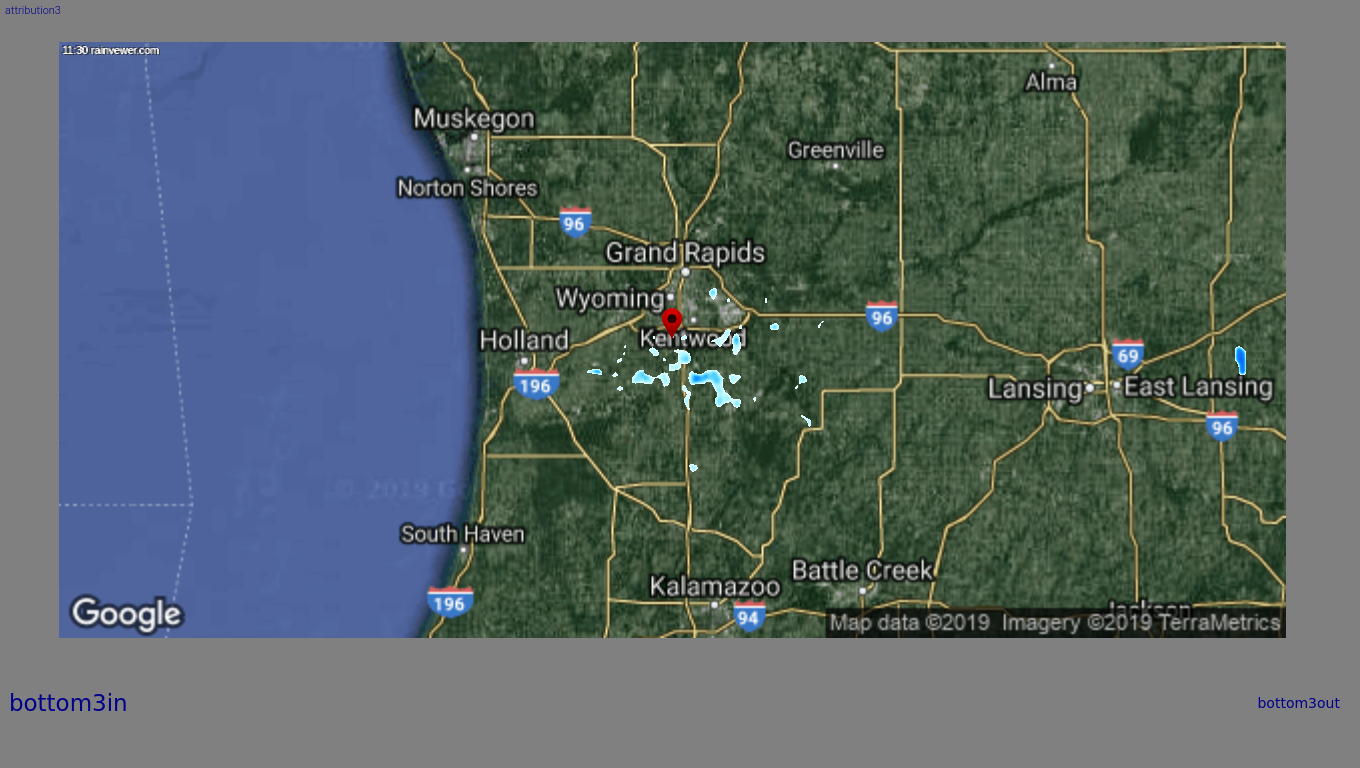 attribution3
11:30 rainvewer.com
Alma
Muskegon
Greenville
Norton Shores
96
Grand Rapids
Wyoming
96
Kentwood
Holland
69
196
Lansing
East Lansing
96
© 2019 G
South Haven
Battle Creek
Kalamazoo
196
94
Jackson
Google
Map data ©2019 Imagery ©2019 TerraMetrics
bottom3in
bottom3out